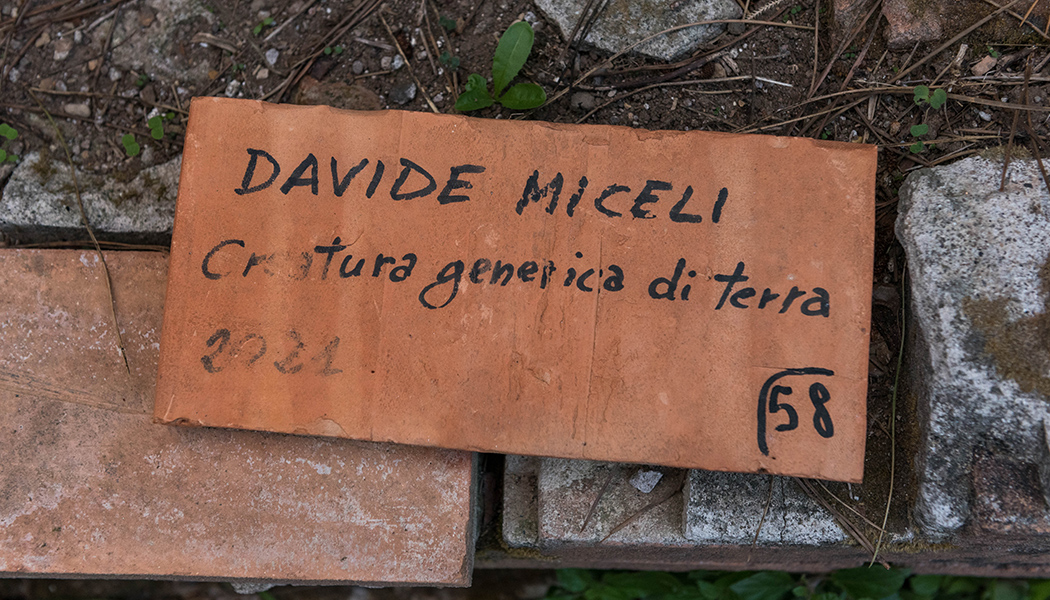 DAVIDE MICELI
Creatura generica di terra
2021
58